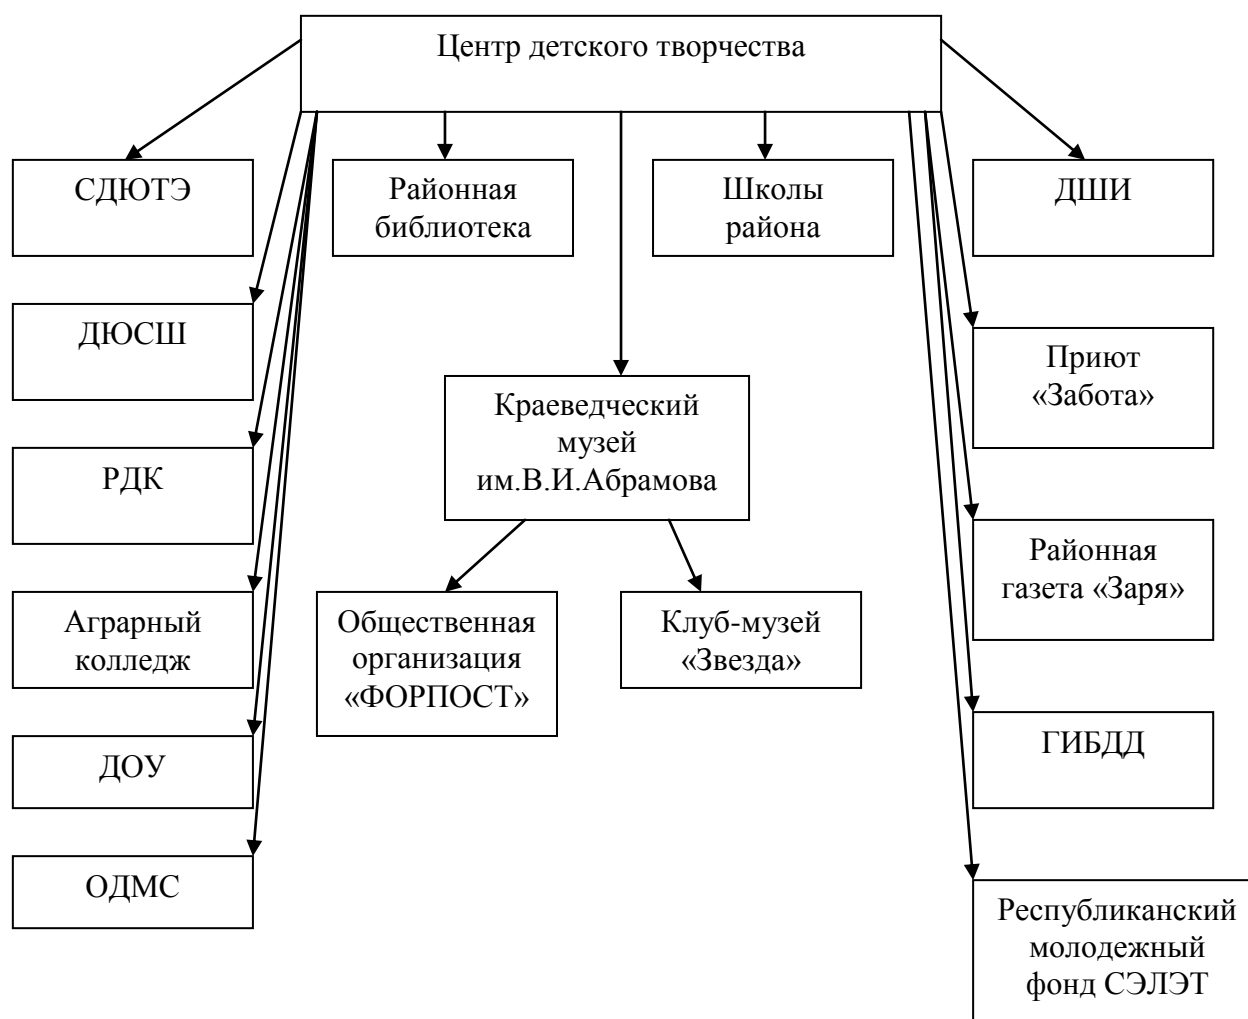 Центр детского творчества
СДЮТЭ
Районная
библиотека
Школы
района
ДШИ
ДЮСШ
Приют
«Забота»
Краеведческий
музей
им.В.И.Абрамова
РДК
Районная
газета «Заря»
Аграрный
колледж
Общественная
организация
«ФОРПОСТ»
Клуб-музей
«Звезда»
ДОУ
ГИБДД
ОДМС
Республиканский
молодежный
фонд СЭЛЭТ